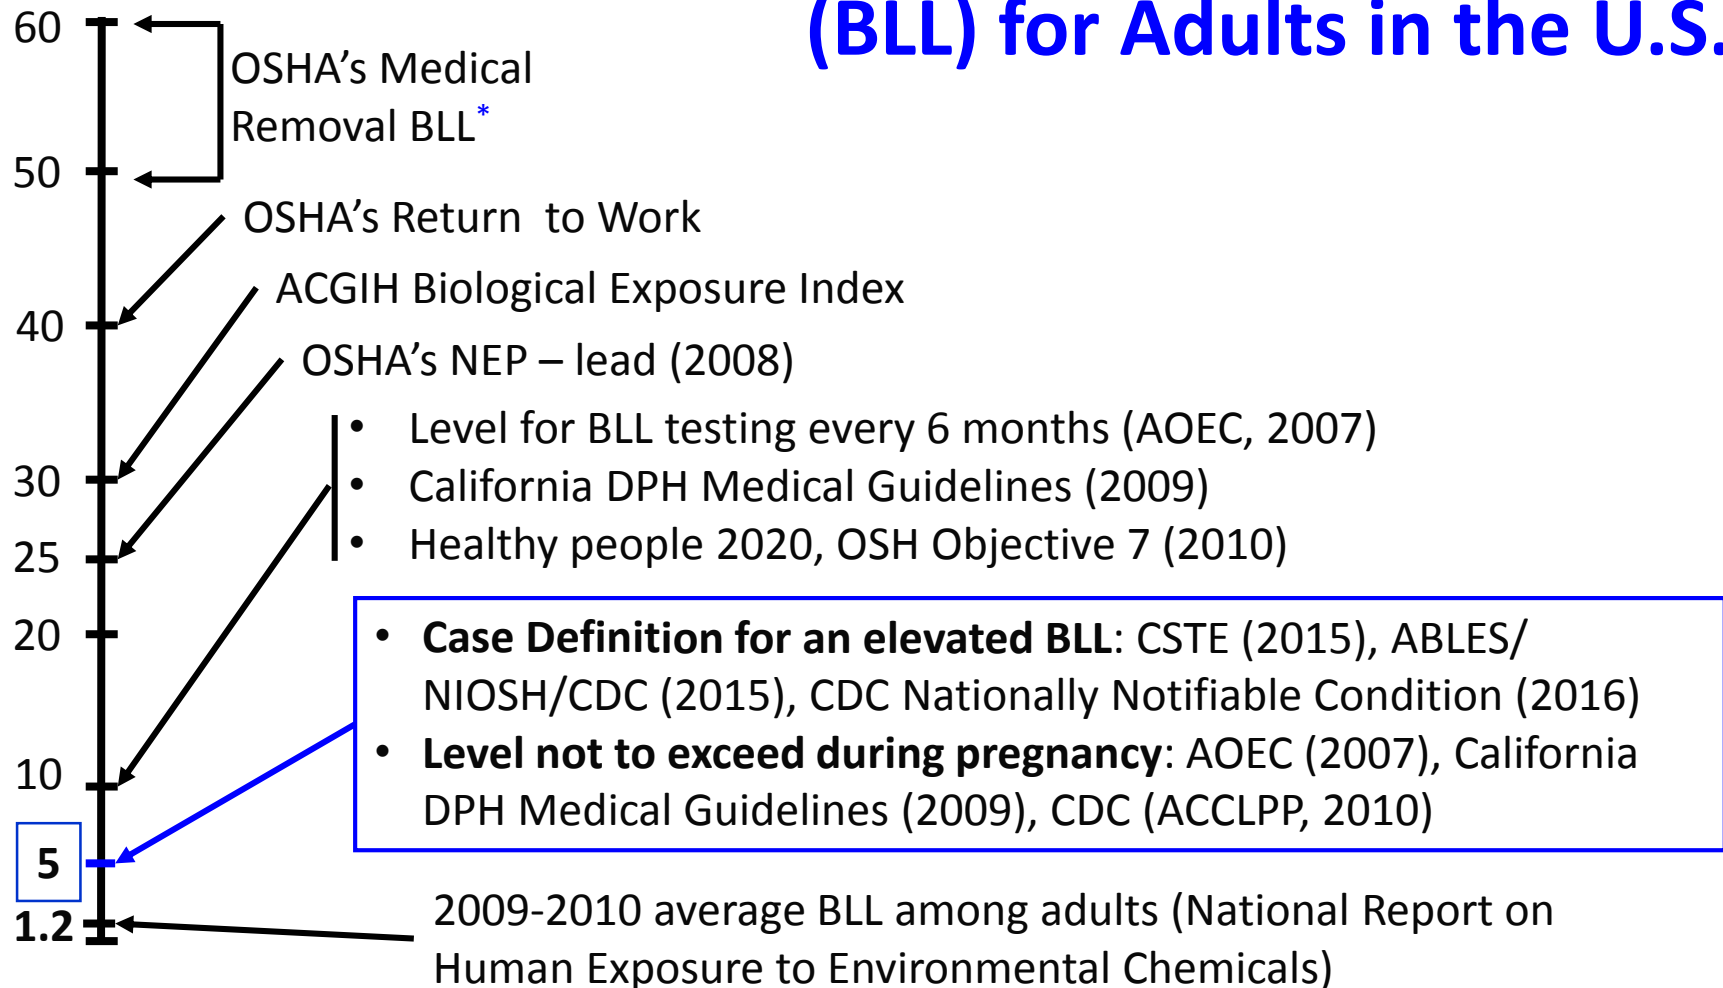 (BLL) for Adults in the U.S.
60
OSHA’s Medical
Removal BLL*
50
OSHA’s Return  to Work
ACGIH Biological Exposure Index
40
OSHA’s NEP – lead (2008)
• Level for BLL testing every 6 months (AOEC, 2007)
30
• California DPH Medical Guidelines (2009)
• Healthy people 2020, OSH Objective 7 (2010)
25
20
• Case Definition for an elevated BLL: CSTE (2015), ABLES/
NIOSH/CDC (2015), CDC Nationally Notifiable Condition (2016)
• Level not to exceed during pregnancy: AOEC (2007), California
DPH Medical Guidelines (2009), CDC (ACCLPP, 2010)
10
5
1.2
2009-2010 average BLL among adults (National Report on
Human Exposure to Environmental Chemicals)